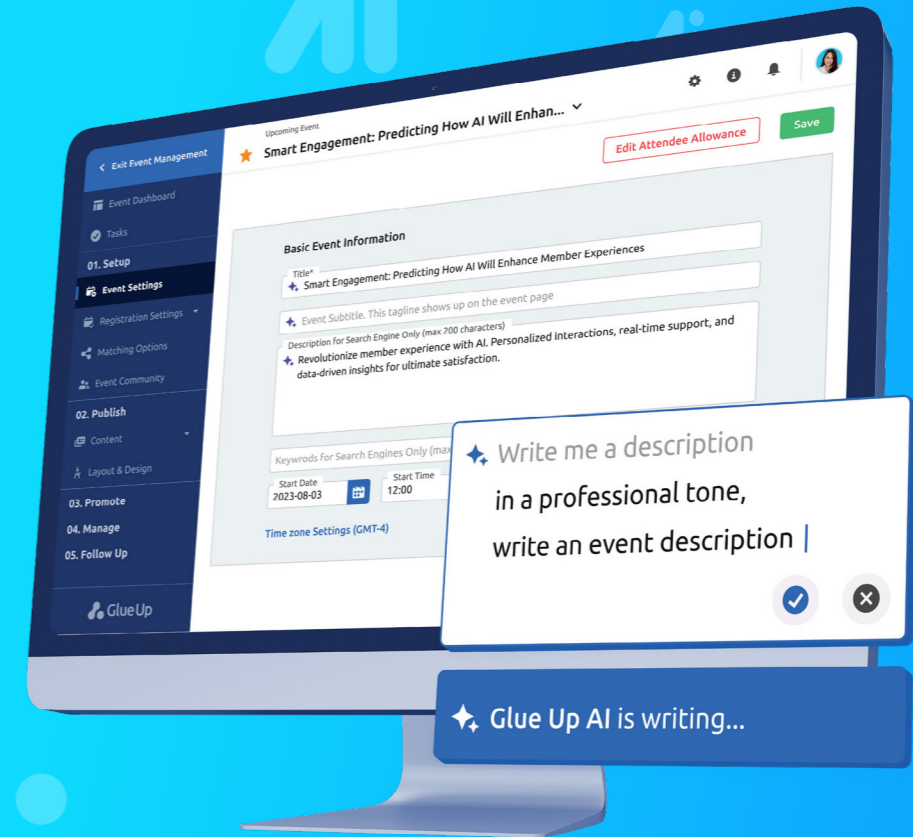 Upcoming Event
Smart Engagement: Predicting How AI Will Enhan...
Edit Attendee Allowance
Save
Exit Event Management
Event Dashboard
Tasks
01. Setup
Event Settings
Registration Settings
Matching Options
Event Community
02. Publish
Content
Layout & Design
03. Promote
04. Manage
05. Follow Up
Glue Up
Basic Event Information
Title*
Smart Engagement: Predicting How AI Will Enhance Member Experiences
Event Subtitle. This tagline shows up on the event page
Description for Search Engine Only (max 200 characters)
Revolutionize member experience with AI. Personalized interactions, real-time support, and
data-driven insights for ultimate satisfaction.
Keywrods for Search Engines Only (max
Start Date
2023-08-03
Start Time
12:00
Time zone Settings (GMT-4)
Write me a description
in a professional tone,
write an event description
Glue Up AI is writing...